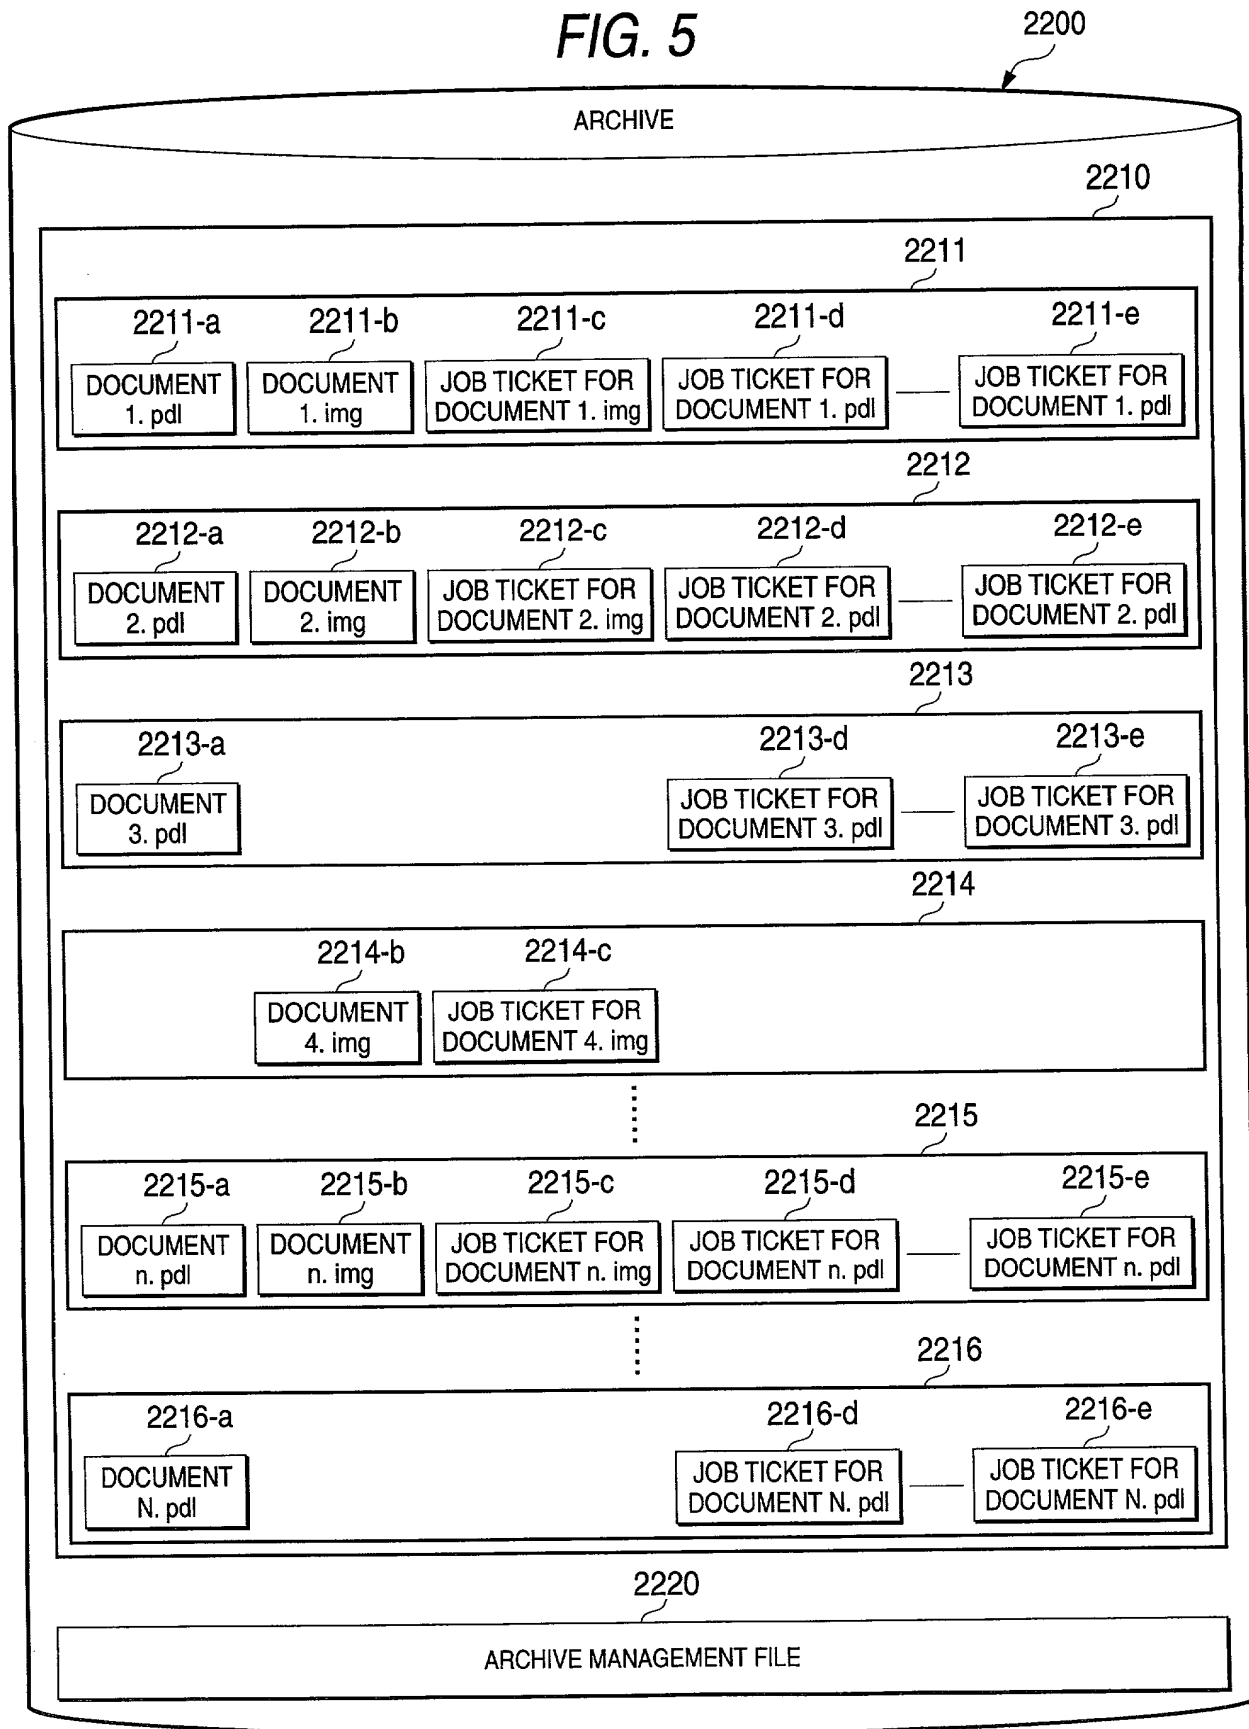 FIG. 5
2200
ARCHIVE
2210
2211
2211-a 2211-b 2211-c 2211-d 2211-e
DOCUMENT JOB TICKET FOR
DOCUMENT
1. pdl
DOCUMENT
1. img
JOB TICKET FOR
DOCUMENT 1. img
JOB TICKET FOR
DOCUMENT 1. pdl
JOB TICKET FOR
DOCUMENT 1. pdl
2212
2212-a 2212-b 2212-c 2212-d 2212-e
DOCUMENT
2. pdl
DOCUMENT
2. img
JOB TICKET FOR
DOCUMENT 2. img
JOB TICKET FOR
DOCUMENT 2. pdl
JOB TICKET FOR
DOCUMENT 2. pdl
2213
2213-a 2213-d 2213-e
DOCUMENT
3. pdl
JOB TICKET FOR
DOCUMENT 3. pdl
JOB TICKET FOR
DOCUMENT 3. pdl
2214
2214-b 2214-c
DOCUMENT
4. img
JOB TICKET FOR
DOCUMENT 4. img
2215
2215-a 2215-b 2215-c 2215-d 2215-e
DOCUMENT
n. pdl
DOCUMENT
n. img
JOB TICKET FOR
DOCUMENT n. img
JOB TICKET FOR
DOCUMENT n. pdl
JOB TICKET FOR
DOCUMENT n. pdl
2216
2216-a 2216-d 2216-e
DOCUMENT
N. pdl
JOB TICKET FOR
DOCUMENT N. pdl
JOB TICKET FOR
DOCUMENT N. pdl
2220
ARCHIVE MANAGEMENT FILE